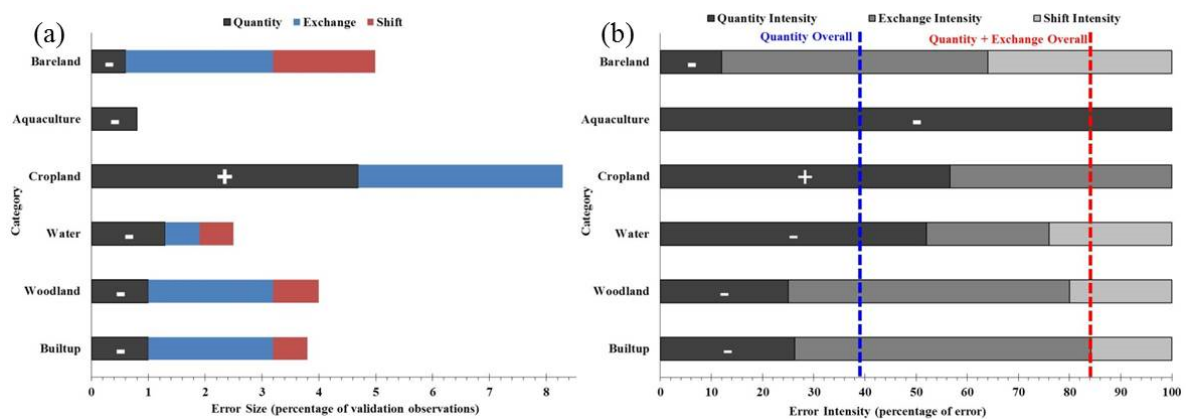 (a)
Quantity Exchange Shift
Bareland
Aquaculture
Cropland
Water
Woodland
Builtup
Category
-
-
+
-
-
-
0 1 2 3 4 5 6 7 8
Error Size (percentage of validation observations)
(b)
Quantity Intensity Exchange Intensity Shift Intensity
Quantity Overall Quantity + Exchange Overall
Bareland
Aquaculture
Cropland
Water
Woodland
Builtup
Category
-
-
+
-
-
-
0 10 20 30 40 50 60 70 80 90 100
Error Intensity (percentage of error)